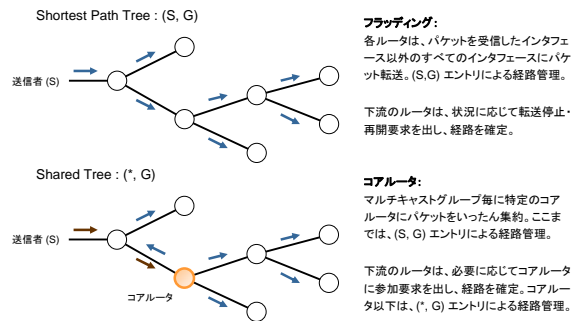 Shortest Path Tree : (S, G)
送信者 (S)
フラッディング：
各ルータは、パケットを受信したインタフェ
ース以外のすべてのインタフェースにパケ
ット転送。(S,G) エントリによる経路管理。
下流のルータは、状況に応じて転送停止・
再開要求を出し、経路を確定。
Shared Tree : (*, G)
送信者 (S)
コアルータ
コアルータ：
マルチキャストグループ毎に特定のコア
ルータにパケットをいったん集約。ここま
では、(S, G) エントリによる経路管理。
下流のルータは、必要に応じてコアルータ
に参加要求を出し、経路を確定。コアルー
タ以下は、(*, G) エントリによる経路管理。